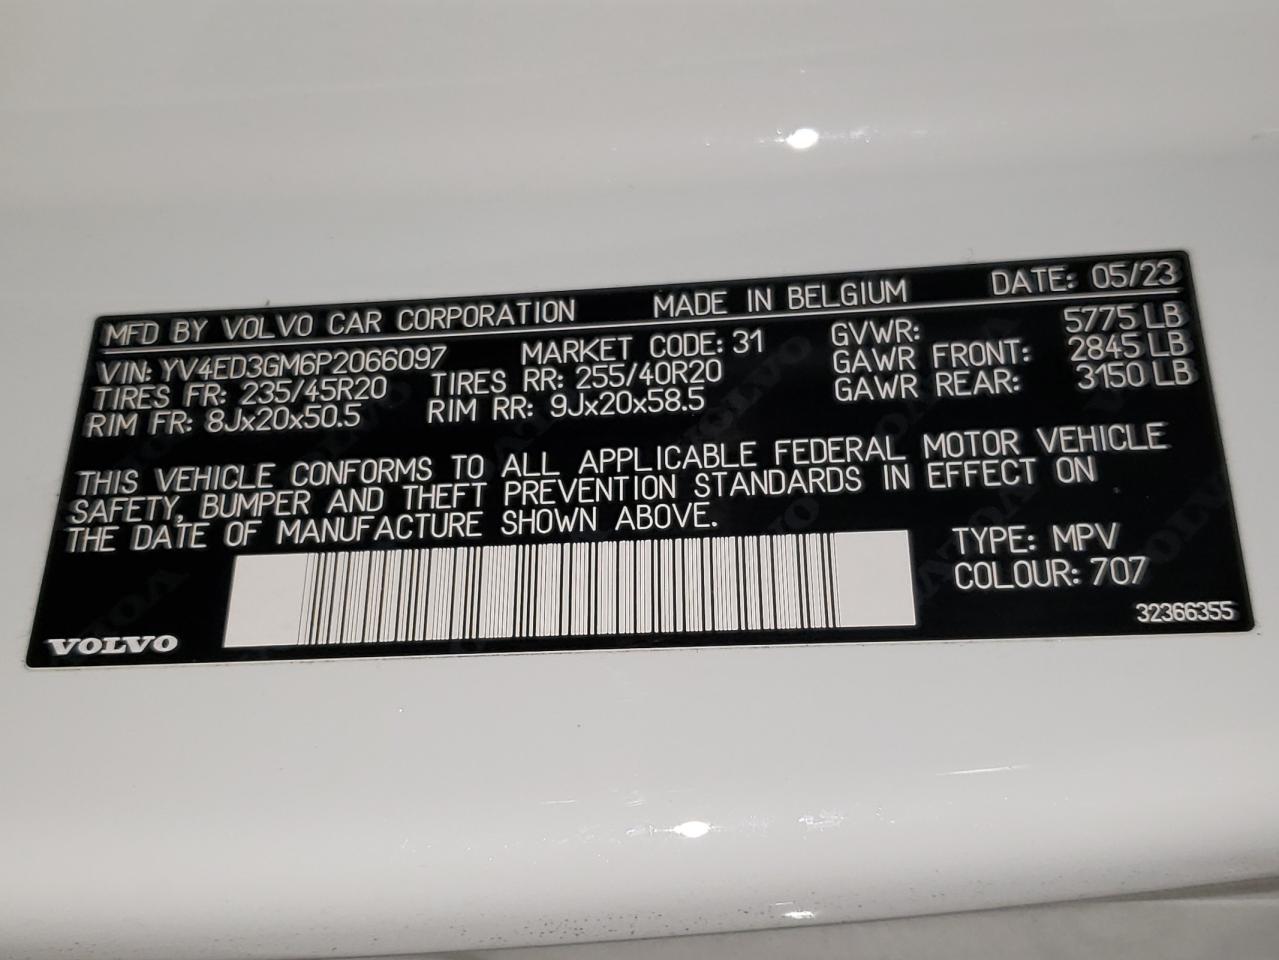 MFD BY VOLVO CAR CORPORATION MADE IN BELGIUM DATE: 05/23
VIN: YV4ED3GM6P2066097 MARKET CODE: 31 GVWR: 5775 LB
TIRES FR: 235/45R20 TIRES RR: 255/40R20 GAWR FRONT: 2845 LB
RIM FR: 8Jx20x50.5 RIM RR: 9Jx20x58.5 GAWR REAR: 3150 LB
THIS VEHICLE CONFORMS TO ALL APPLICABLE FEDERAL MOTOR VEHICLE
SAFETY, BUMPER AND THEFT PREVENTION STANDARDS IN EFFECT ON
THE DATE OF MANUFACTURE SHOWN ABOVE.
TYPE: MPV
COLOUR: 707
32366355
VOLVO